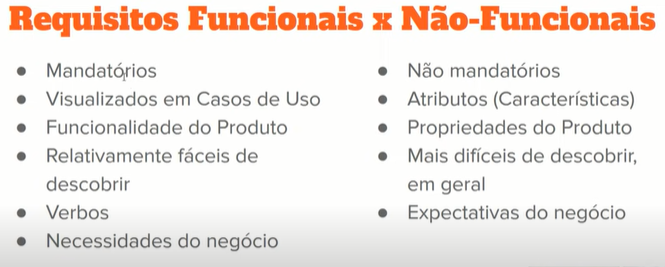 Requisitos Funcionais x Não-Funcionais
● Mandatórios
● Visualizados em Casos de Uso
● Funcionalidade do Produto
● Relativamente fáceis de
descobrir
● Verbos
● Necessidades do negócio
● Não mandatórios
● Atributos (Características)
● Propriedades do Produto
● Mais difíceis de descobrir,
em geral
● Expectativas do negócio